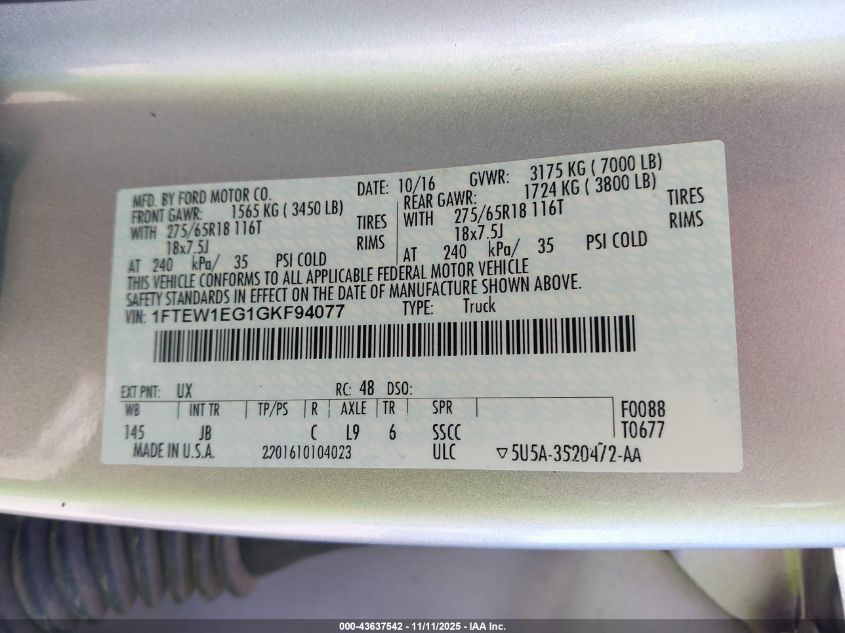 MFD. BY FORD MOTOR CO. DATE: 10/16 GVWR: 3175 KG ( 7000 LB)
FRONT GAWR: 1565 KG ( 3450 LB) REAR GAWR: 1724 KG ( 3800 LB)
WITH 275/65R18 116T TIRES WITH 275/65R18 116T TIRES
18x7.5J RIMS 18x7.5J RIMS
AT 240 kPa/ 35 PSI COLD AT 240 kPa/ 35 PSI COLD
THIS VEHICLE CONFORMS TO ALL APPLICABLE FEDERAL MOTOR VEHICLE
SAFETY STANDARDS IN EFFECT ON THE DATE OF MANUFACTURE SHOWN ABOVE.
VIN: 1FTEW1EG1GKF94077 TYPE: Truck
EXT PNT: UX RC: 48 DSO:
WB INT TR TP/PS R AXLE TR SPR F0088
145 JB C L9 6 SSCC T0677
MADE IN U.S.A. 2201610104023 ULC ▽5U5A-3520472-AA
000-43637542 - 11/11/2025 - IAA Inc.